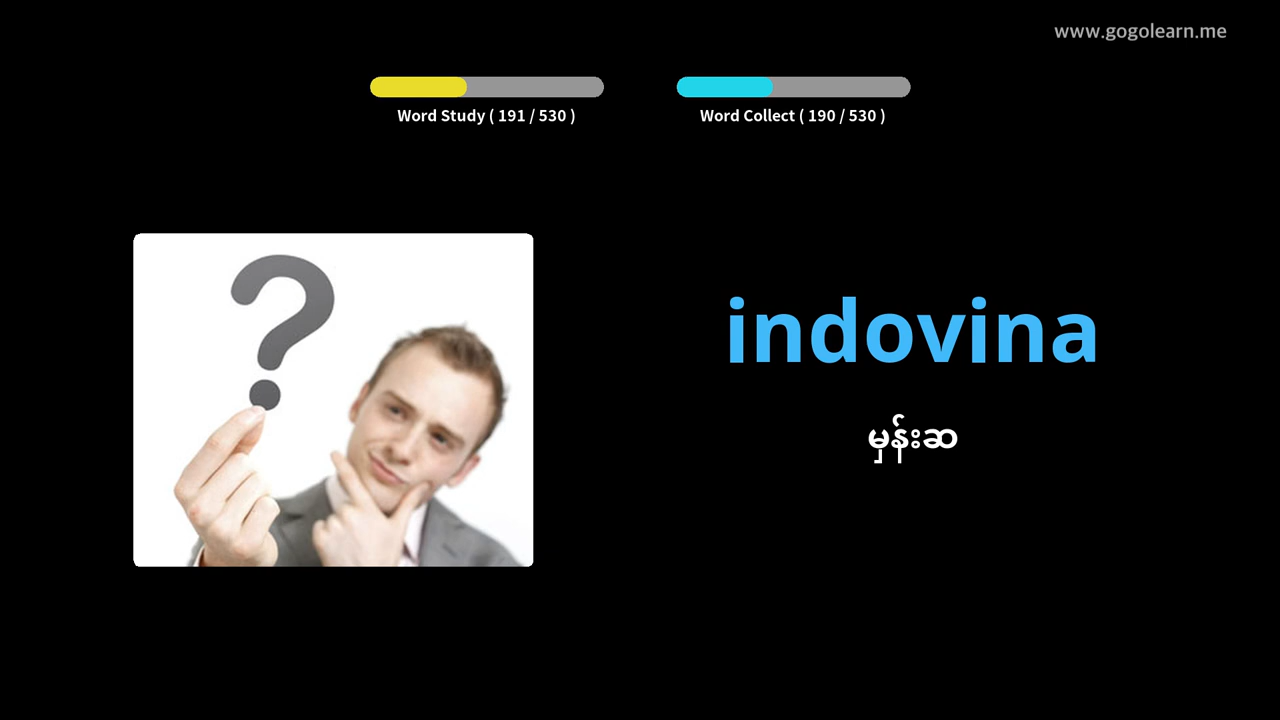 www.gogolearn.me
Word Study ( 191 / 530 )
Word Collect ( 190 / 530 )
?
indovina
မှန်းဆ